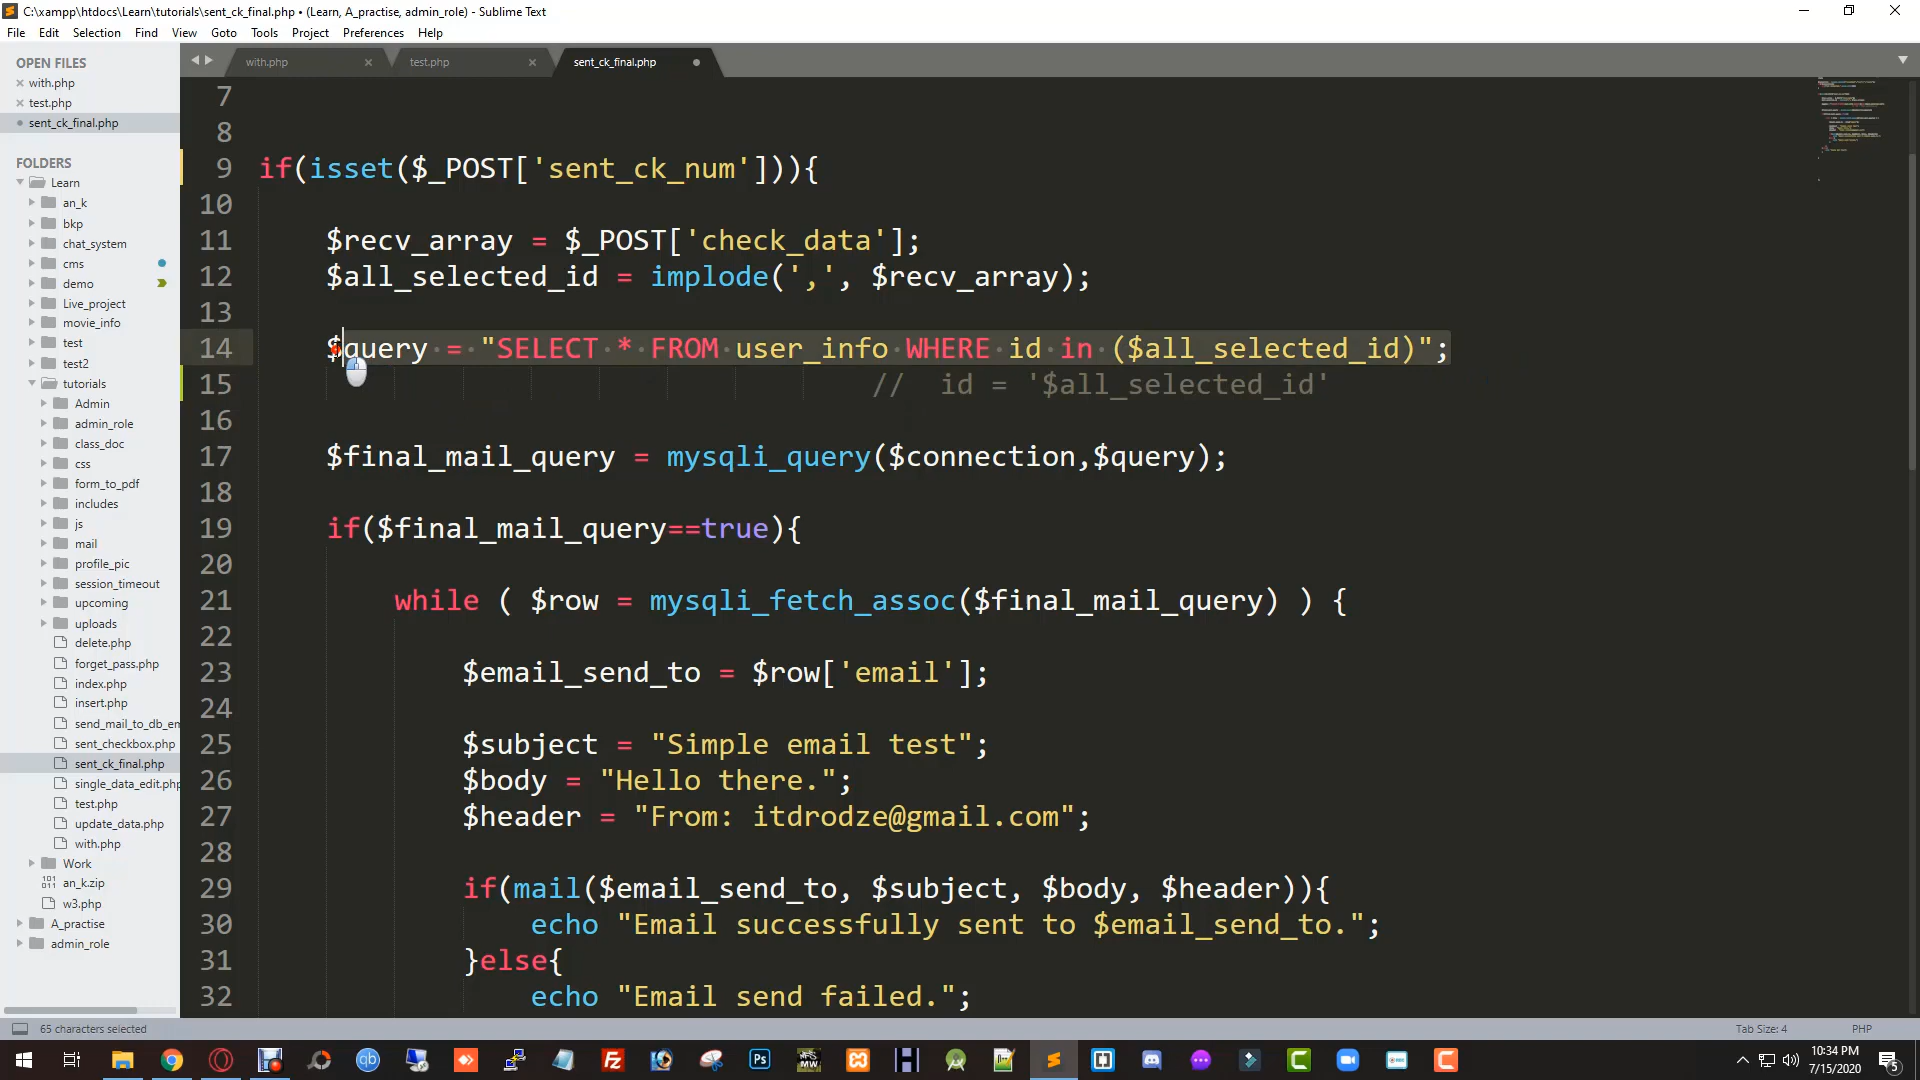 C:\xampp\htdocs\Learn\tutorials\sent_ck_final.php • (Learn, A_practise, admin_role) - Sublime Text
File Edit Selection Find View Goto Tools Project Preferences Help
OPEN FILES
with.php
test.php
sent_ck_final.php
FOLDERS
Learn
an_k
bkp
chat_system
cms
demo
Live_project
movie_info
test
test2
tutorials
Admin
admin_role
class_doc
css
form_to_pdf
includes
js
mail
profile_pic
session_timeout
upcoming
uploads
delete.php
forget_pass.php
index.php
insert.php
send_mail_to_db_em
sent_checkbox.php
sent_ck_final.php
single_data_edit.php
test.php
update_data.php
with.php
Work
an_k.zip
w3.php
A_practise
admin_role
with.php test.php sent_ck_final.php
7
8
9 if(isset($_POST['sent_ck_num'])){
10
11 $recv_array = $_POST['check_data'];
12 $all_selected_id = implode(',', $recv_array);
13
14 $query = "SELECT * FROM user_info WHERE id in ($all_selected_id)";
15 // id = '$all_selected_id'
16
17 $final_mail_query = mysqli_query($connection,$query);
18
19 if($final_mail_query==true){
20
21 while ( $row = mysqli_fetch_assoc($final_mail_query) ) {
22
23 $email_send_to = $row['email'];
24
25 $subject = "Simple email test";
26 $body = "Hello there.";
27 $header = "From: itdrodze@gmail.com";
28
29 if(mail($email_send_to, $subject, $body, $header)){
30 echo "Email successfully sent to $email_send_to.";
31 }else{
32 echo "Email send failed.";
65 characters selected Tab Size: 4 PHP
10:34 PM
7/15/2020
5